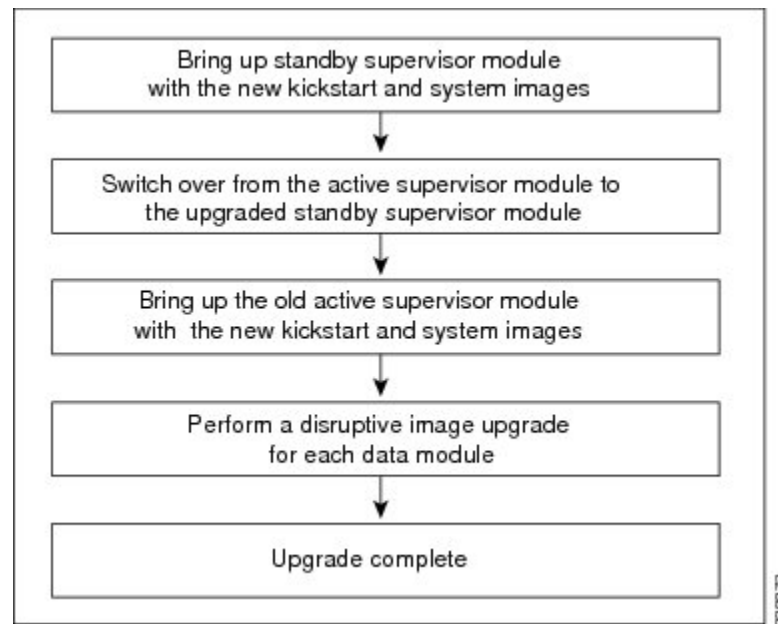 Bring up standby supervisor module
with the new kickstart and system images
Switch over from the active supervisor module to
the upgraded standby supervisor module
Bring up the old active supervisor module
with the new kickstart and system images
Perform a disruptive image upgrade
for each data module
Upgrade complete